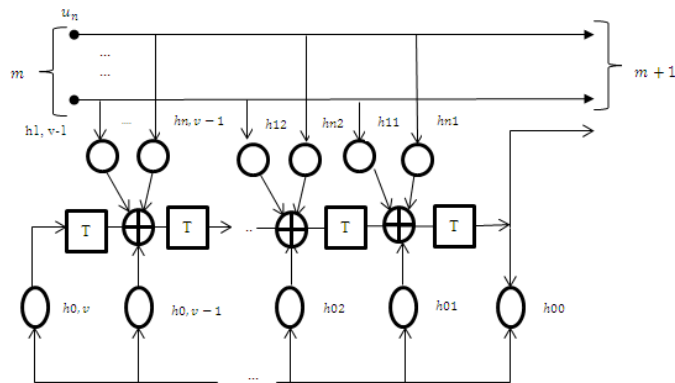 u_n
...
...
m
m + 1
h1, v-1
...
hn, v − 1
h12
hn2
h11
hn1
T
T
..
T
T
h0, v
h0, v − 1
h02
h01
h00
...